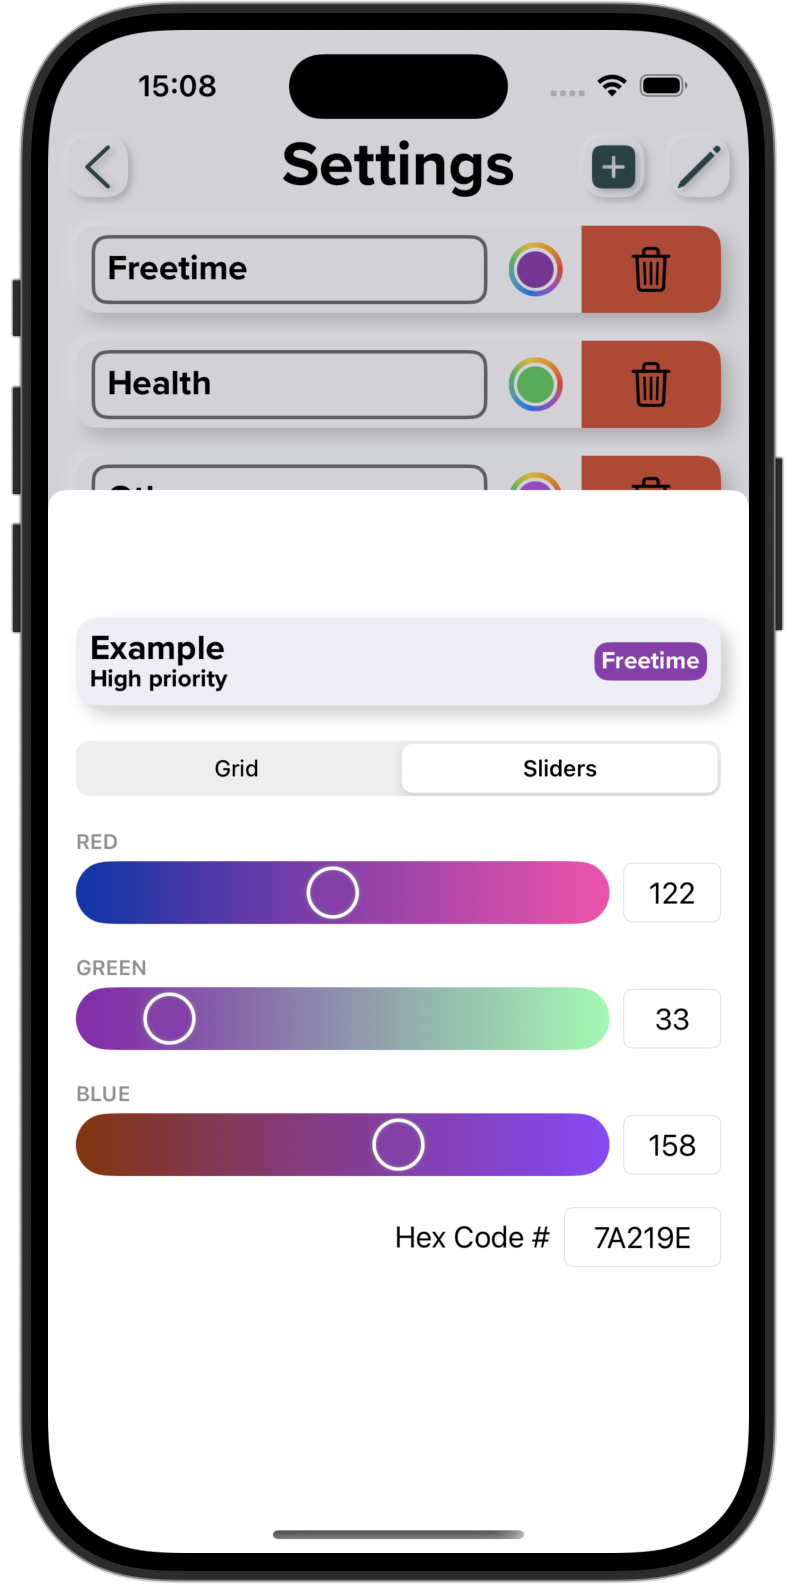 15:08
Settings
Freetime
Health
Example
High priority
Freetime
Grid
Sliders
RED
122
GREEN
33
BLUE
158
Hex Code #
7A219E